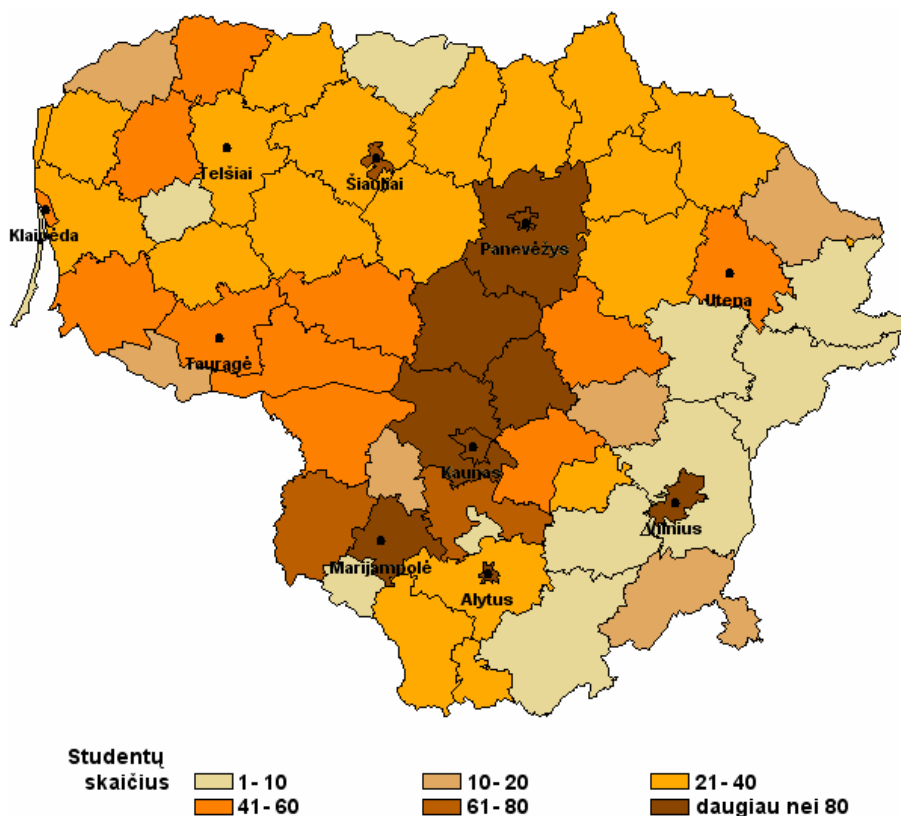 Telšiai
Šiauliai
Klaipėda
Panevėžys
Utena
Tauragė
Kaunas
Vilnius
Marijampolė
Alytus
Studentų
skaičius
1 - 10
10 - 20
21 - 40
41 - 60
61 - 80
daugiau nei 80